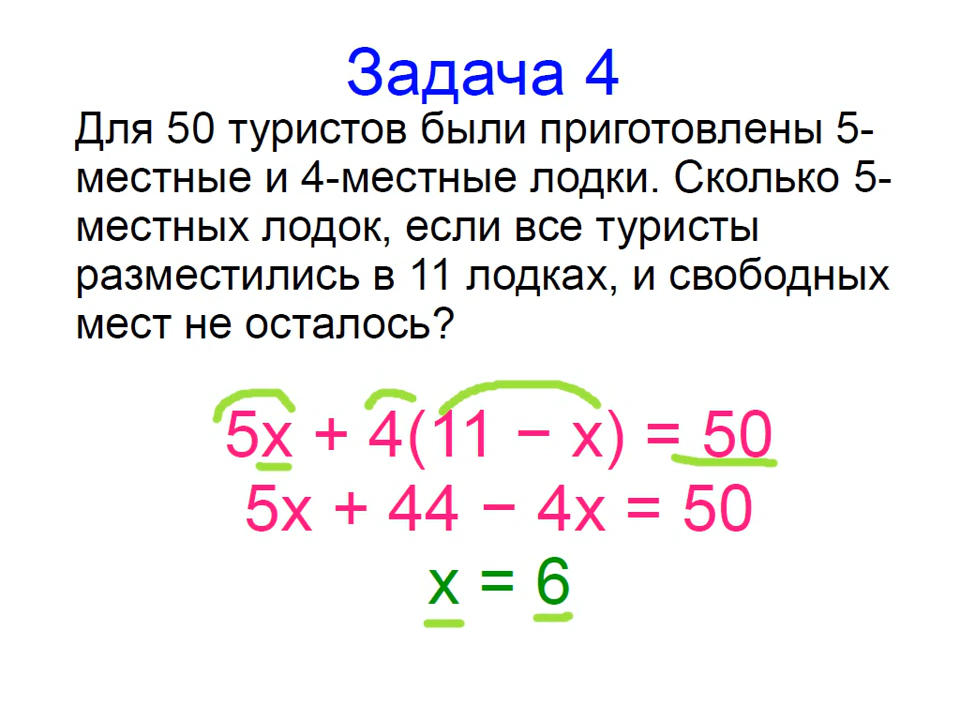 Задача 4
Для 50 туристов были приготовлены 5-
местные и 4-местные лодки. Сколько 5-
местных лодок, если все туристы
разместились в 11 лодках, и свободных
мест не осталось?
5x + 4(11 − x) = 50
5x + 44 − 4x = 50
x = 6